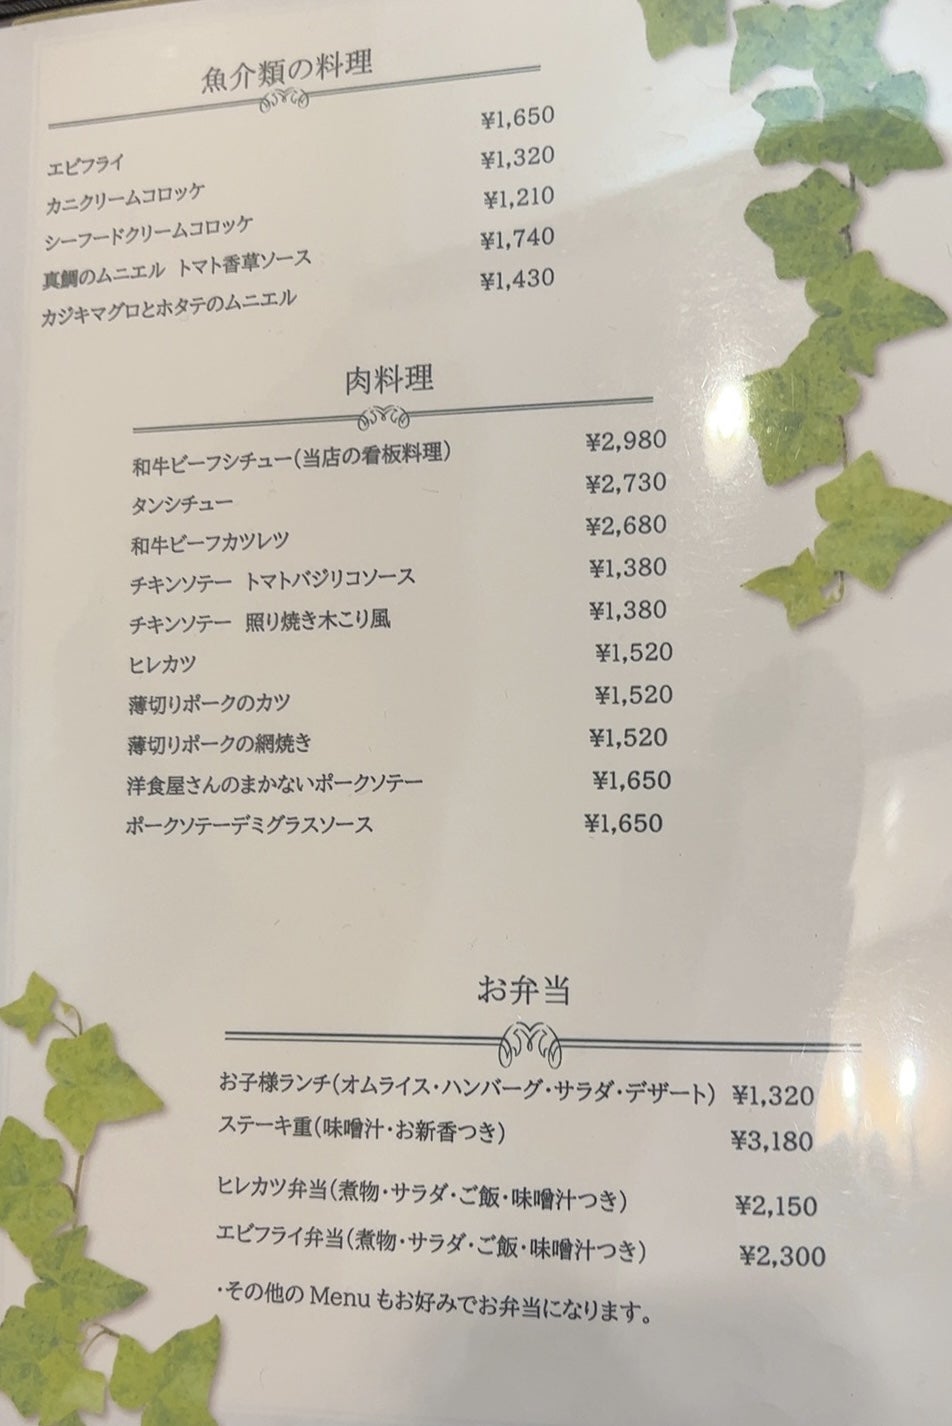 魚介類の料理
エビフライ ¥1,650
カニクリームコロッケ ¥1,320
シーフードクリームコロッケ ¥1,210
真鯛のムニエル トマト香草ソース ¥1,740
カジキマグロとホタテのムニエル ¥1,430
肉料理
和牛ビーフシチュー(当店の看板料理) ¥2,980
タンシチュー ¥2,730
和牛ビーフカツレツ ¥2,680
チキンソテー トマトバジリコソース ¥1,380
チキンソテー 照り焼き木こり風 ¥1,380
ヒレカツ ¥1,520
薄切りポークのカツ ¥1,520
薄切りポークの網焼き ¥1,520
洋食屋さんのまかないポークソテー ¥1,650
ポークソテーデミグラスソース ¥1,650
お弁当
お子様ランチ(オムライス・ハンバーグ・サラダ・デザート) ¥1,320
ステーキ重(味噌汁・お新香つき) ¥3,180
ヒレカツ弁当(煮物・サラダ・ご飯・味噌汁つき) ¥2,150
エビフライ弁当(煮物・サラダ・ご飯・味噌汁つき) ¥2,300
・その他の Menu もお好みでお弁当になります。